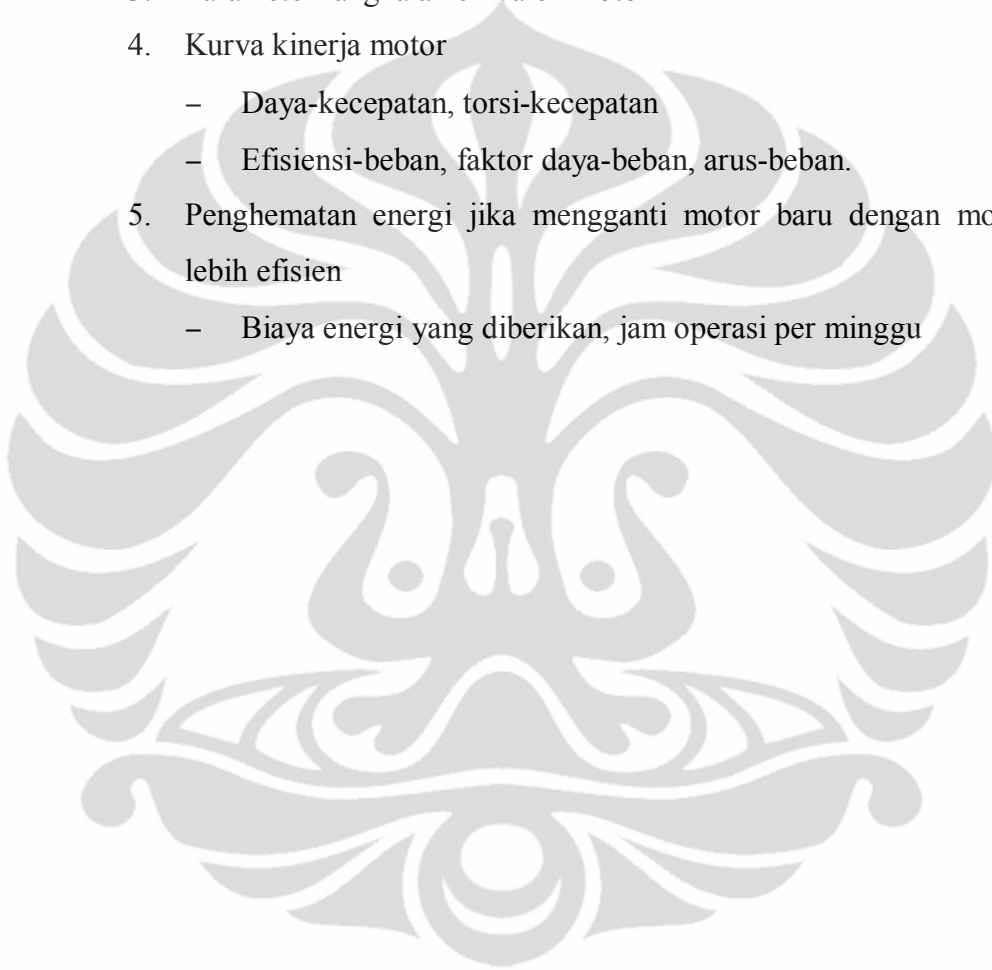 4. Kurva kinerja motor
– Daya-kecepatan, torsi-kecepatan
– Efisiensi-beban, faktor daya-beban, arus-beban.
5. Penghematan energi jika mengganti motor baru dengan
lebih efisien
– Biaya energi yang diberikan, jam operasi per minggu